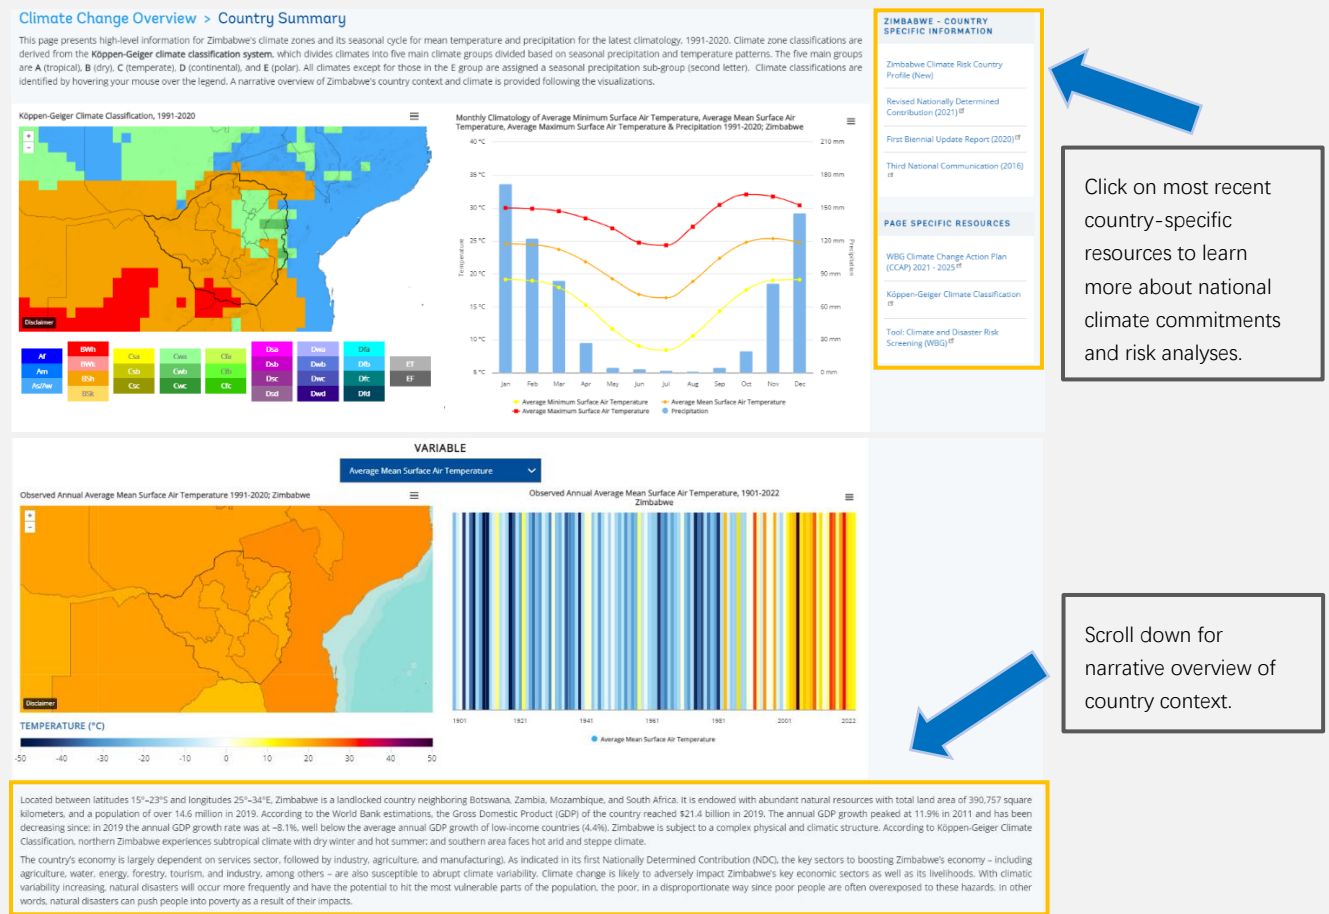 Climate Change Overview > Country Summary
This page presents high-level information for Zimbabwe's climate zones and its seasonal cycle for mean temperature and precipitation for the latest climatology, 1991-2020. Climate zone classifications are
derived from the Köppen-Geiger climate classification system, which divides climates into five main climate groups divided based on seasonal precipitation and temperature patterns. The five main groups
are A (tropical), B (dry), C (temperate), D (continental), and E (polar). All climates except for those in the E group are assigned a seasonal precipitation sub-group (second letter). Climate classifications are
identified by hovering your mouse over the legend. A narrative overview of Zimbabwe's country context and climate is provided following the visualizations.
Köppen-Geiger Climate Classification, 1991-2020
+
-
Disclaimer
Af
Am
As/Aw
BWh
BWk
BSh
BSk
Csa
Csb
Csc
Cwa
Cwb
Cwc
Cfa
Cfb
Cfc
Dsa
Dsb
Dsc
Dsd
Dwa
Dwb
Dwc
Dwd
Dfa
Dfb
Dfc
Dfd
ET
EF
Monthly Climatology of Average Minimum Surface Air Temperature, Average Mean Surface Air
Temperature, Average Maximum Surface Air Temperature & Precipitation 1991-2020; Zimbabwe
40 °C
35 °C
30 °C
25 °C
20 °C
15 °C
10 °C
5 °C
Temperature
210 mm
180 mm
150 mm
120 mm
90 mm
60 mm
30 mm
0 mm
Precipitation
Jan Feb Mar Apr May Jun Jul Aug Sep Oct Nov Dec
Average Minimum Surface Air Temperature Average Mean Surface Air Temperature
Average Maximum Surface Air Temperature Precipitation
ZIMBABWE - COUNTRY
SPECIFIC INFORMATION
Zimbabwe Climate Risk Country
Profile (New)
Revised Nationally Determined
Contribution (2021)
First Biennial Update Report (2020)
Third National Communication (2016)
PAGE SPECIFIC RESOURCES
WBG Climate Change Action Plan
(CCAP) 2021 - 2025
Köppen-Geiger Climate Classification
Tool: Climate and Disaster Risk
Screening (WBG)
Click on most recent
country-specific
resources to learn
more about national
climate commitments
and risk analyses.
VARIABLE
Average Mean Surface Air Temperature
Observed Annual Average Mean Surface Air Temperature 1991-2020; Zimbabwe
+
-
Disclaimer
TEMPERATURE (°C)
-50 -40 -30 -20 -10 0 10 20 30 40 50
Observed Annual Average Mean Surface Air Temperature, 1901-2022
Zimbabwe
1901 1921 1941 1961 1981 2001 2022
Average Mean Surface Air Temperature
Scroll down for
narrative overview of
country context.
Located between latitudes 15°–23°S and longitudes 25°–34°E, Zimbabwe is a landlocked country neighboring Botswana, Zambia, Mozambique, and South Africa. It is endowed with abundant natural resources with total land area of 390,757 square
kilometers, and a population of over 14.6 million in 2019. According to the World Bank estimations, the Gross Domestic Product (GDP) of the country reached $21.4 billion in 2019. The annual GDP growth peaked at 11.9% in 2011 and has been
decreasing since: in 2019 the annual GDP growth rate was at –8.1%, well below the average annual GDP growth of low-income countries (4.4%). Zimbabwe is subject to a complex physical and climatic structure. According to Köppen-Geiger Climate
Classification, northern Zimbabwe experiences subtropical climate with dry winter and hot summer; and southern area faces hot arid and steppe climate.
The country's economy is largely dependent on services sector, followed by industry, agriculture, and manufacturing). As indicated in its first Nationally Determined Contribution (NDC), the key sectors to boosting Zimbabwe's economy – including
agriculture, water, energy, forestry, tourism, and industry, among others – are also susceptible to abrupt climate variability. Climate change is likely to adversely impact Zimbabwe's key economic sectors as well as its livelihoods. With climatic
variability increasing, natural disasters will occur more frequently and have the potential to hit the most vulnerable parts of the population, the poor, in a disproportionate way since poor people are often overexposed to these hazards. In other
words, natural disasters can push people into poverty as a result of their impacts.